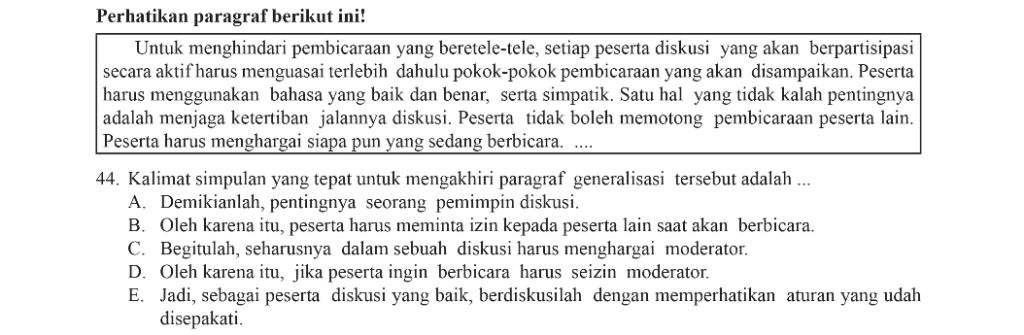 Perhatikan paragraf berikut ini!
Untuk menghindari pembicaraan yang beretele-tele, setiap peserta diskusi yang akan berpartisipasi
secara aktif harus menguasai terlebih dahulu pokok-pokok pembicaraan yang akan disampaikan. Peserta
harus menggunakan bahasa yang baik dan benar, serta simpatik. Satu hal yang tidak kalah pentingnya
adalah menjaga ketertiban jalannya diskusi. Peserta tidak boleh memotong pembicaraan peserta lain.
Peserta harus menghargai siapa pun yang sedang berbicara. ....
44. Kalimat simpulan yang tepat untuk mengakhiri paragraf generalisasi tersebut adalah ...
A. Demikianlah, pentingnya seorang pemimpin diskusi.
B. Oleh karena itu, peserta harus meminta izin kepada peserta lain saat akan berbicara.
C. Begitulah, seharusnya dalam sebuah diskusi harus menghargai moderator.
D. Oleh karena itu, jika peserta ingin berbicara harus seizin moderator.
E. Jadi, sebagai peserta diskusi yang baik, berdiskusilah dengan memperhatikan aturan yang udah
disepakati.